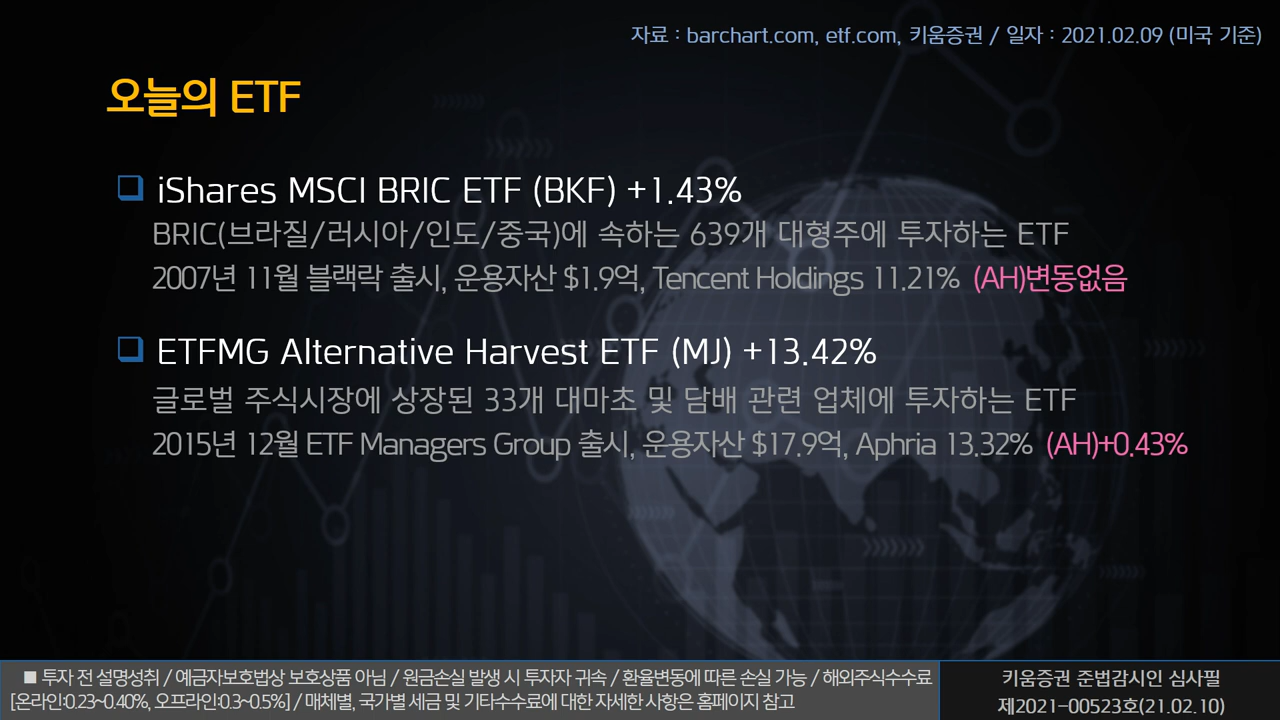 자료 : barchart.com, etf.com, 키움증권 / 일자 : 2021.02.09 (미국 기준)
오늘의 ETF
iShares MSCI BRIC ETF (BKF) +1.43%
BRIC(브라질/러시아/인도/중국)에 속하는 639개 대형주에 투자하는 ETF
2007년 11월 블랙락 출시, 운용자산 $1.9억, Tencent Holdings 11.21% (AH)변동없음
ETFMG Alternative Harvest ETF (MJ) +13.42%
글로벌 주식시장에 상장된 33개 대마초 및 담배 관련 업체에 투자하는 ETF
2015년 12월 ETF Managers Group 출시, 운용자산 $17.9억, Aphria 13.32% (AH)+0.43%
■ 투자 전 설명청취 / 예금자보호법상 보호상품 아님 / 원금손실 발생 시 투자자 귀속 / 환율변동에 따른 손실 가능 / 해외주식수수료
[온라인:0.23~0.40%, 오프라인:0.3~0.5%] / 매체별, 국가별 세금 및 기타수수료에 대한 자세한 사항은 홈페이지 참고
키움증권 준법감시인 심사필
제2021-00523호(21.02.10)